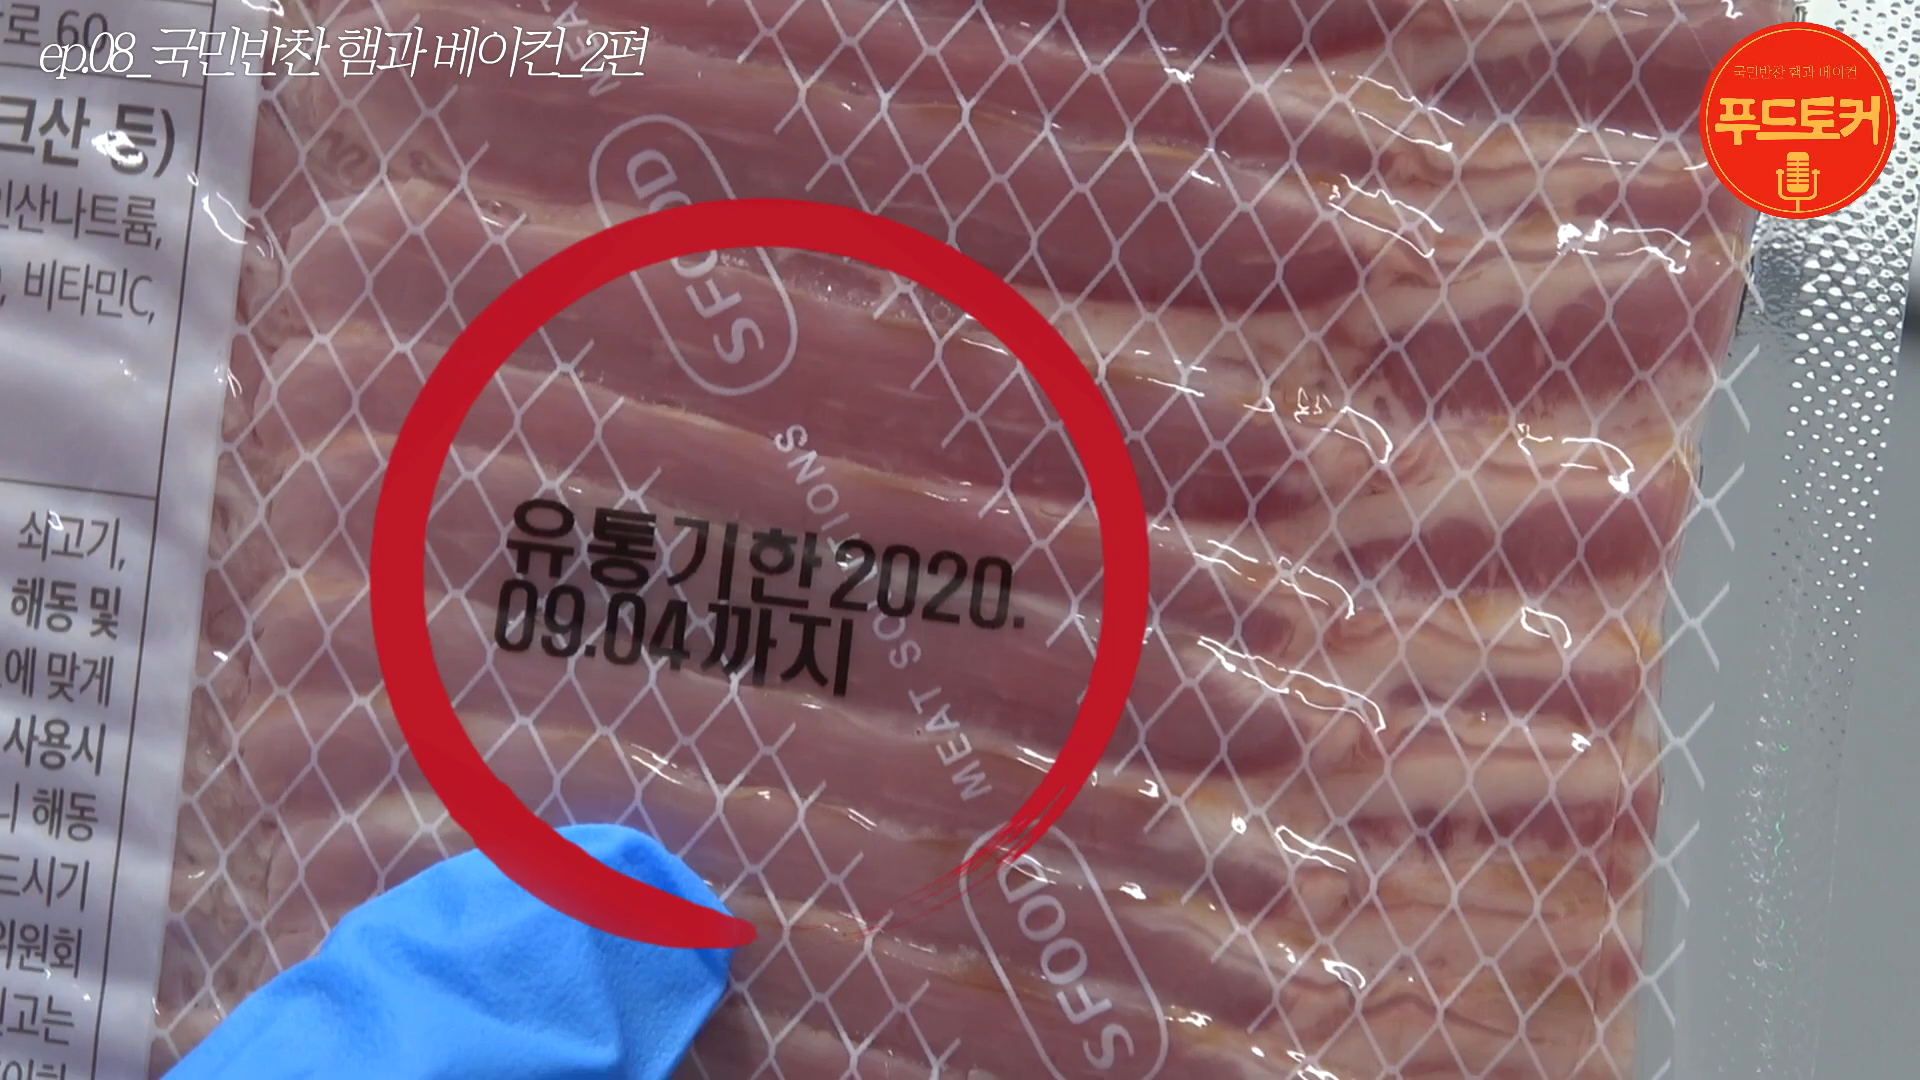 ep.08_국민반찬 햄과 베이컨_2편
국민반찬 햄과 베이컨
푸드토커
로 60
크산 등)
인산나트륨,
비타민C,
쇠고기,
해동 및
에 맞게
사용시
해동
드시기
위원회
고는
SFOOD
MEAT SOLUTIONS
유통기한 2020.
09.04 까지
SFOOD